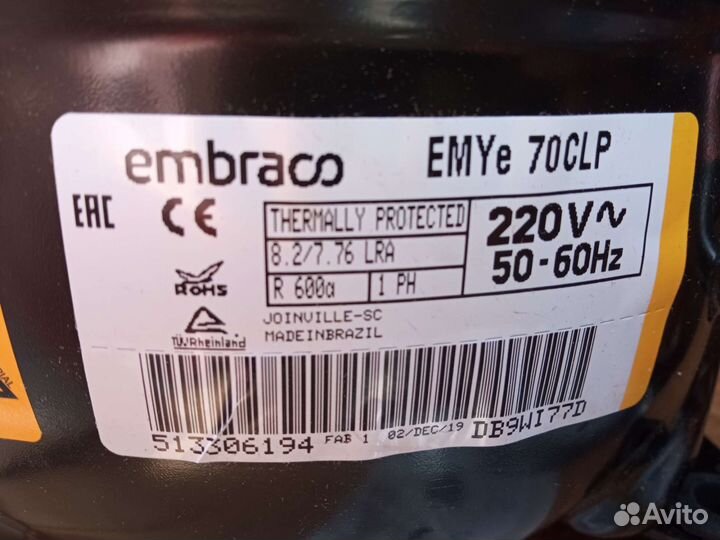 embraco
EMYe 70CLP
EAC
CE
THERMALLY PROTECTED
8.2/7.76 LRA
R 600a
1 PH
220V~
50-60Hz
RoHS
TÜVRheinland
JOINVILLE-SC
MADEINBRAZIL
513306194
FAB 1
02/DEC/19
DB9WI77D
Avito